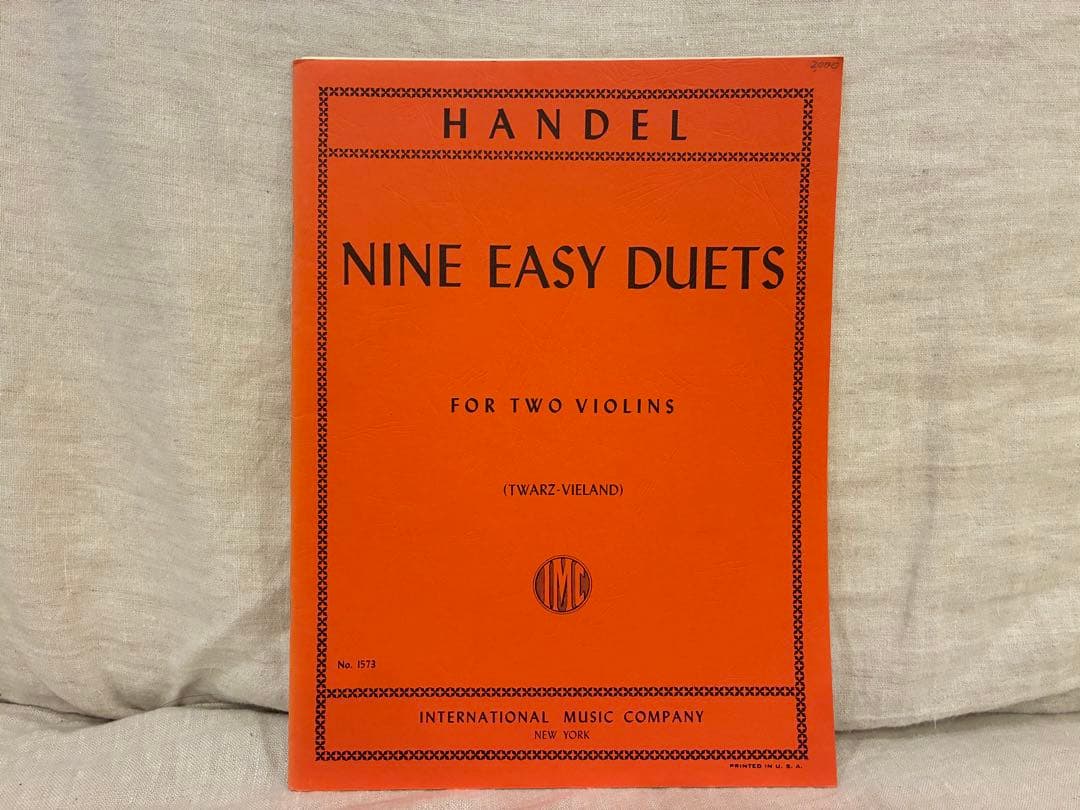 2000
HANDEL
NINE EASY DUETS
FOR TWO VIOLINS
(TWARZ-VIELAND)
IMC
No. 1573
INTERNATIONAL MUSIC COMPANY
NEW YORK
PRINTED IN U. S. A.